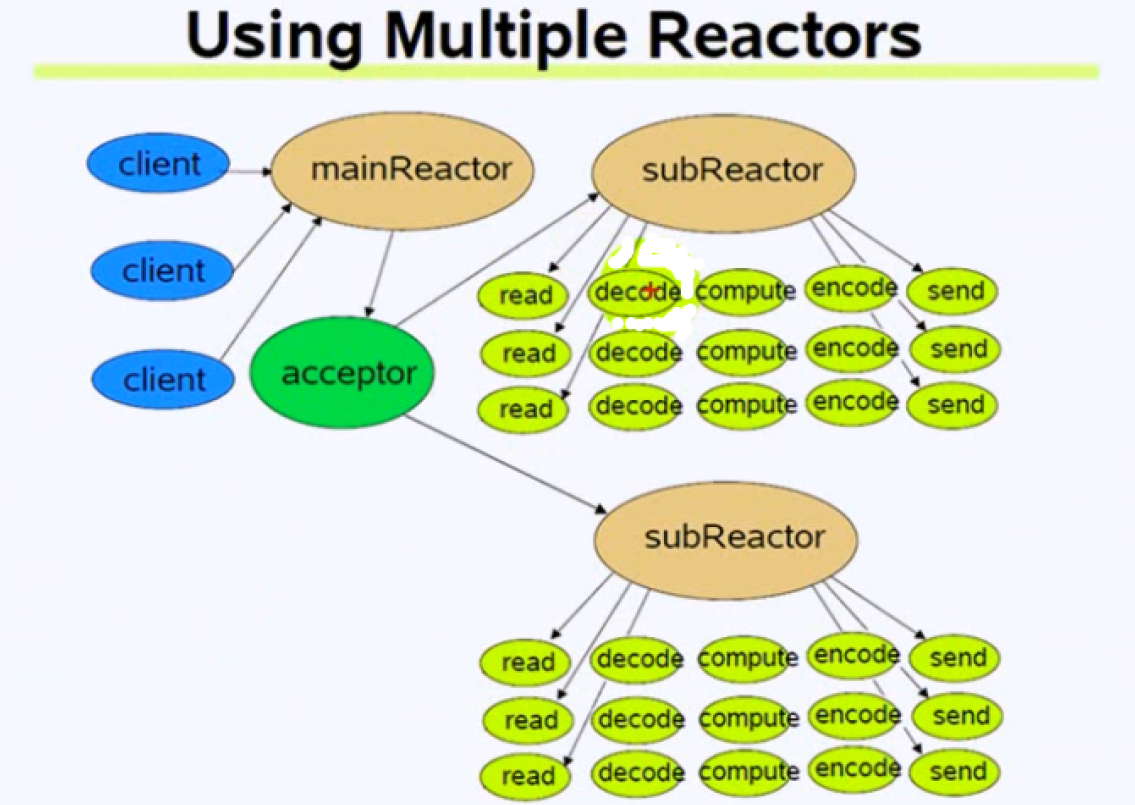 Using Multiple Reactors
client
mainReactor
subReactor
client
read
decode
compute
encode
send
read
decode
compute
encode
send
client
acceptor
read
decode
compute
encode
send
subReactor
read
decode
compute
encode
send
read
decode
compute
encode
send
read
decode
compute
encode
send